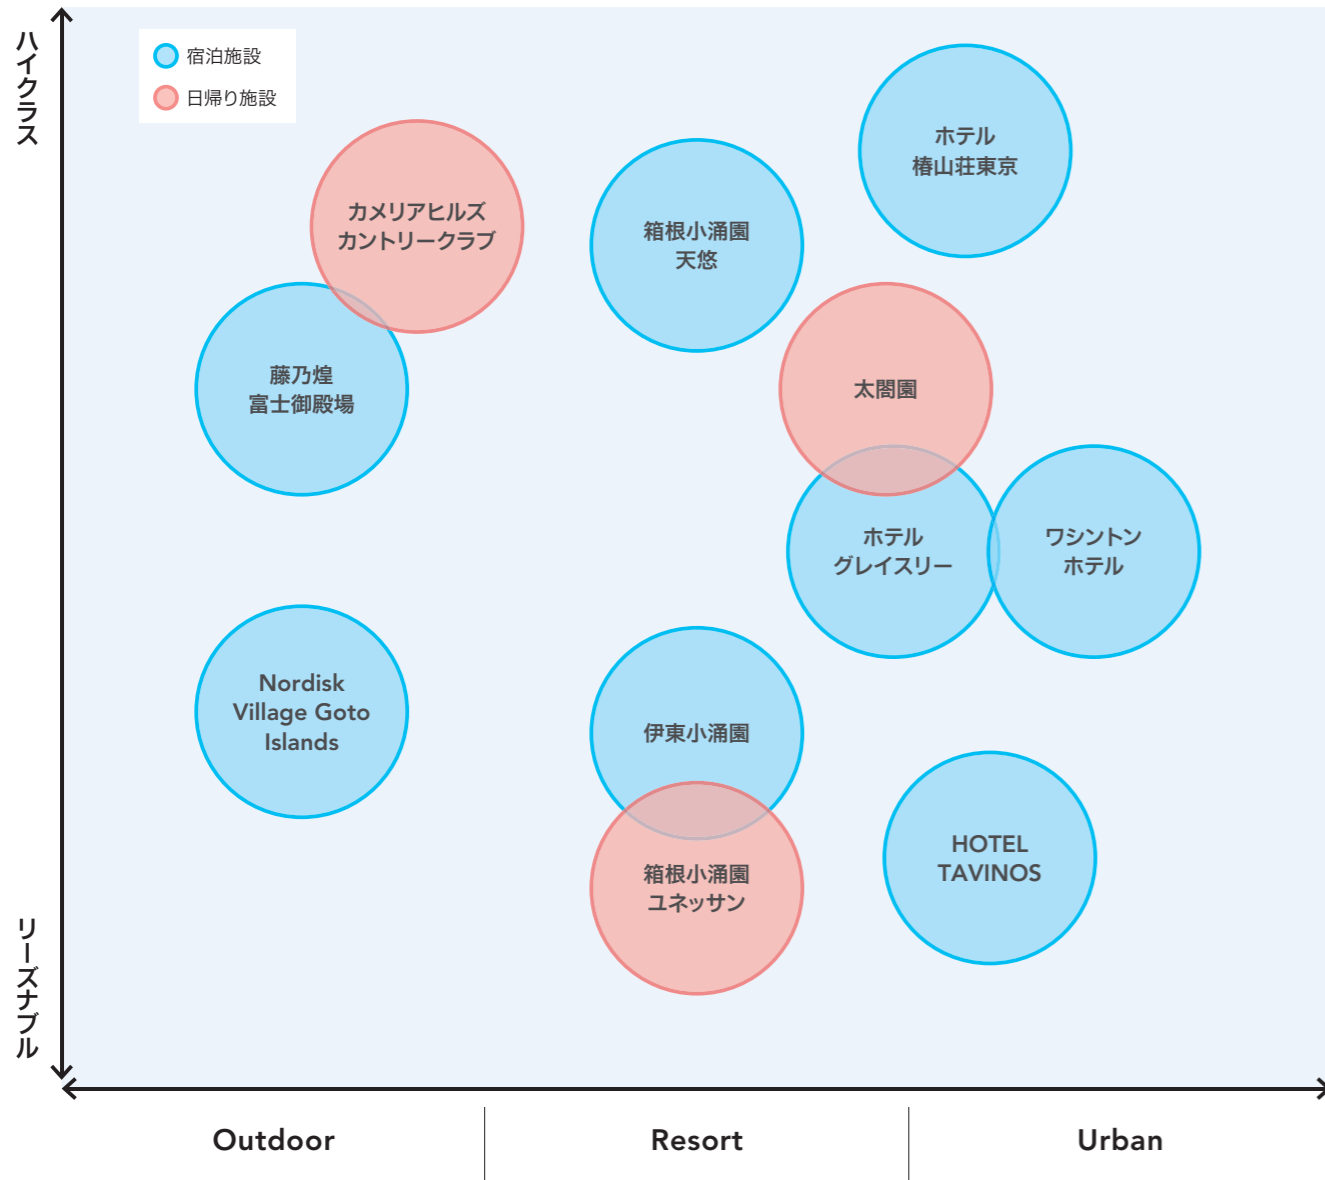 ハイクラス
宿泊施設
日帰り施設
ホテル
椿山荘東京
カメリアヒルズ
カントリークラブ
箱根小涌園
天悠
藤乃煌
富士御殿場
太閤園
ホテル
グレイスリー
ワシントン
ホテル
Nordisk
Village Goto
Islands
伊東小涌園
HOTEL
TAVINOS
箱根小涌園
ユネッサン
リーズナブル
Outdoor
Resort
Urban